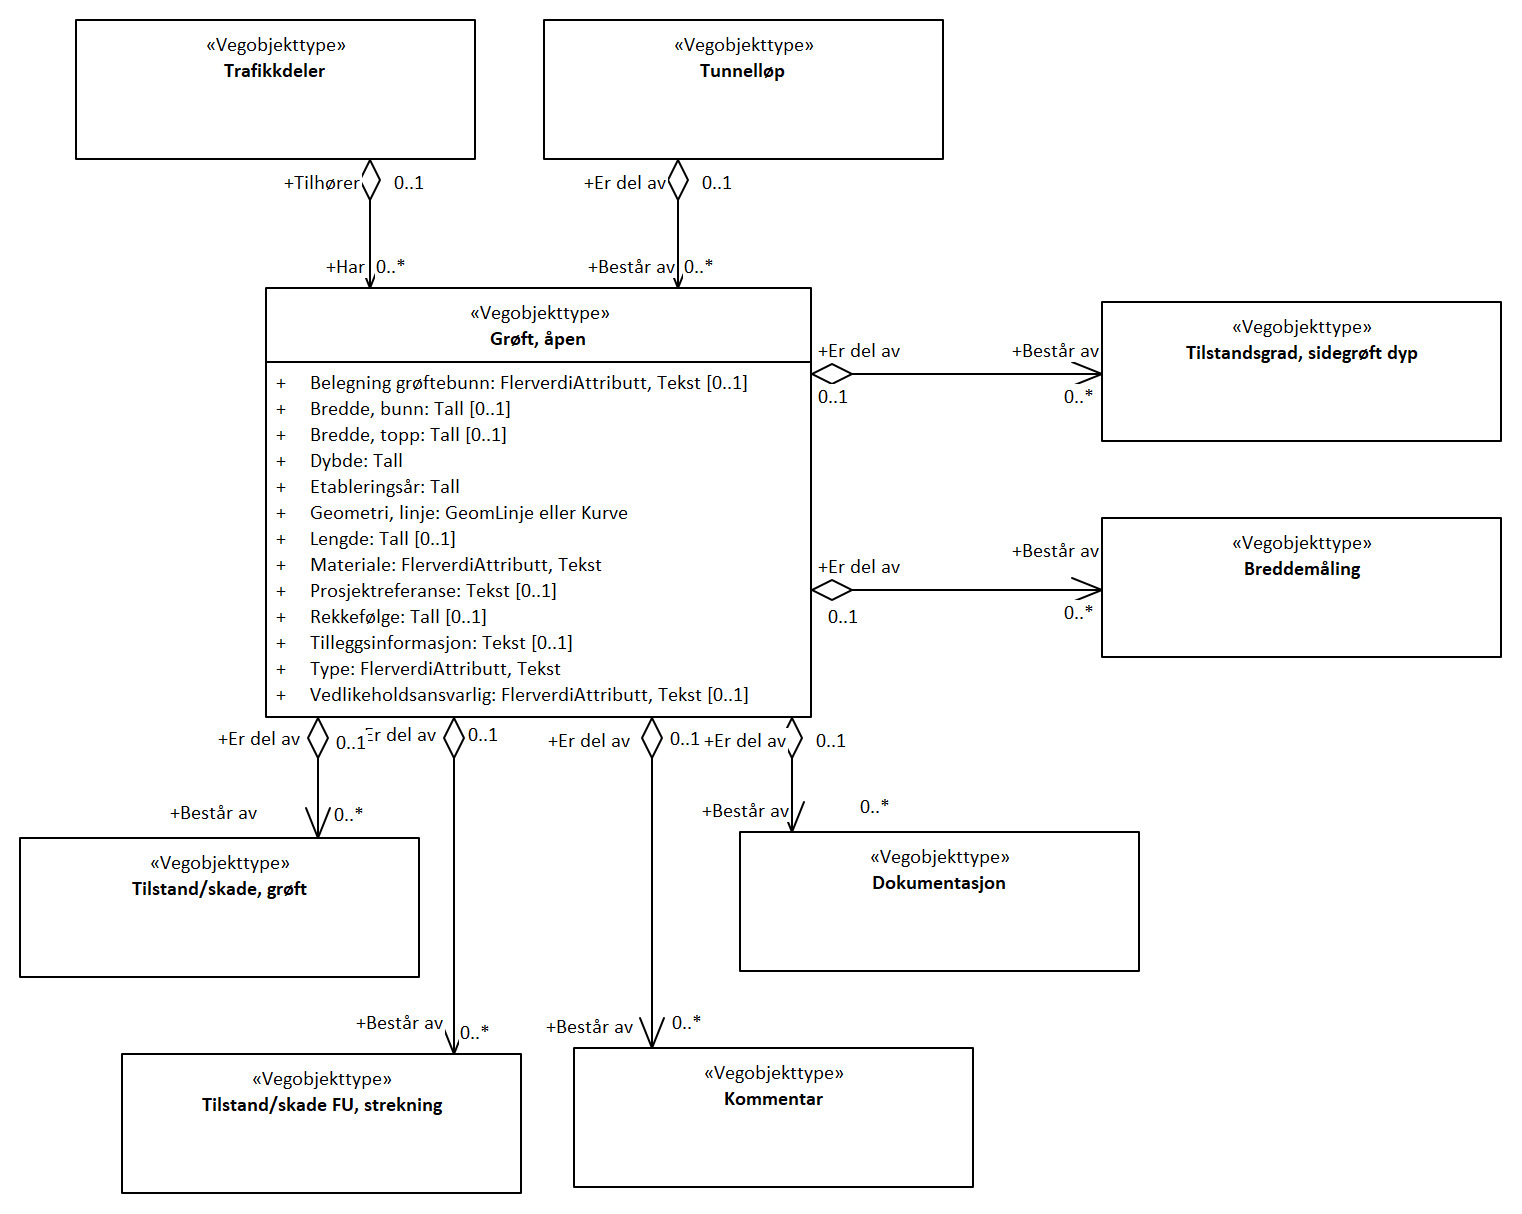 «Vegobjekttype»
Trafikkdeler
«Vegobjekttype»
Tunnelløp
+Tilhører
0..1
+Er del av
0..1
+Har
0..*
+Består av
0..*
«Vegobjekttype»
Grøft, åpen
+ Belegning grøftebunn: FlerverdiAttributt, Tekst [0..1]
+ Bredde, bunn: Tall [0..1]
+ Bredde, topp: Tall [0..1]
+ Dybde: Tall
+ Etableringsår: Tall
+ Geometri, linje: GeomLinje eller Kurve
+ Lengde: Tall [0..1]
+ Materiale: FlerverdiAttributt, Tekst
+ Prosjektreferanse: Tekst [0..1]
+ Rekkefølge: Tall [0..1]
+ Tilleggsinformasjon: Tekst [0..1]
+ Type: FlerverdiAttributt, Tekst
+ Vedlikeholdsansvarlig: FlerverdiAttributt, Tekst [0..1]
+Er del av
+Består av
0..1
0..*
«Vegobjekttype»
Tilstandsgrad, sidegrøft dyp
+Er del av
+Består av
0..1
0..*
«Vegobjekttype»
Breddemåling
+Er del av
0..1
Er del av
0..1
+Er del av
0..1
+Er del av
0..1
+Består av
0..*
+Består av
0..*
«Vegobjekttype»
Tilstand/skade, grøft
«Vegobjekttype»
Dokumentasjon
+Består av
0..*
+Består av
0..*
«Vegobjekttype»
Tilstand/skade FU, strekning
«Vegobjekttype»
Kommentar